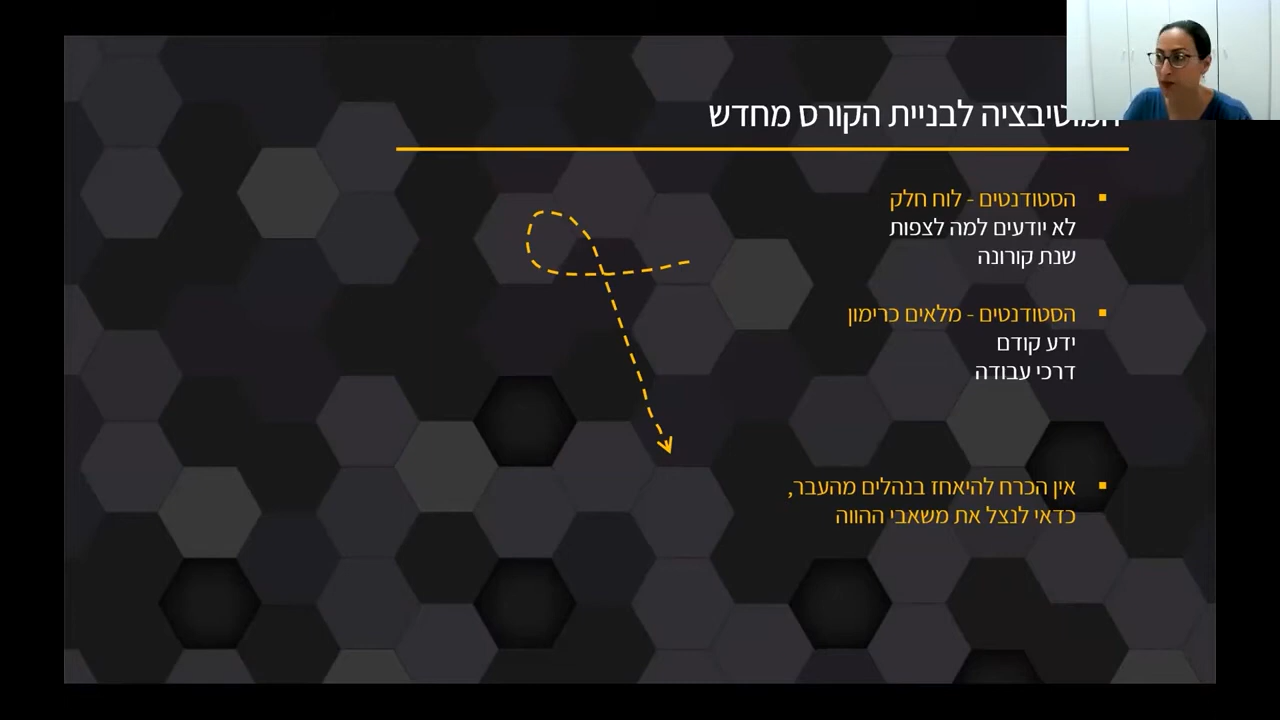 המוטיבציה לבניית הקורס מחדש
הסטודנטים - לוח חלק
לא יודעים למה לצפות
שנת קורונה
הסטודנטים - מלאים כרימון
ידע קודם
דרכי עבודה
אין הכרח להיאחז בנהלים מהעבר,
כדאי לנצל את משאבי ההווה